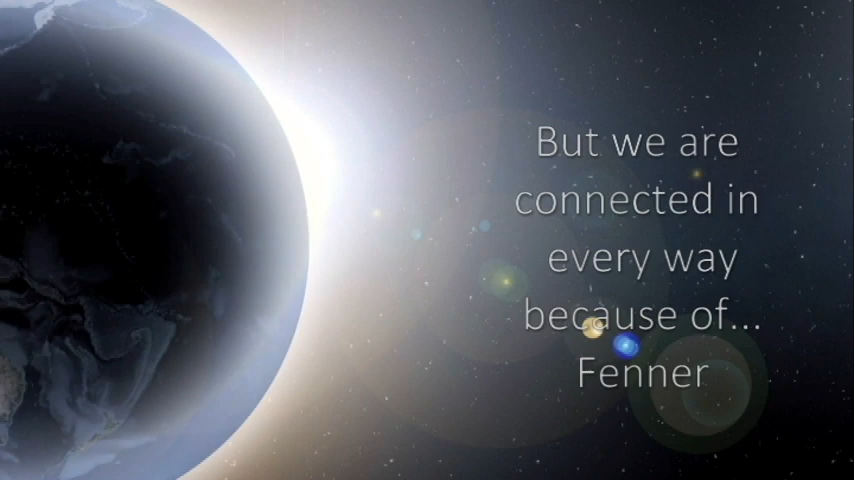 But we are
connected in
every way
because of...
Fenner